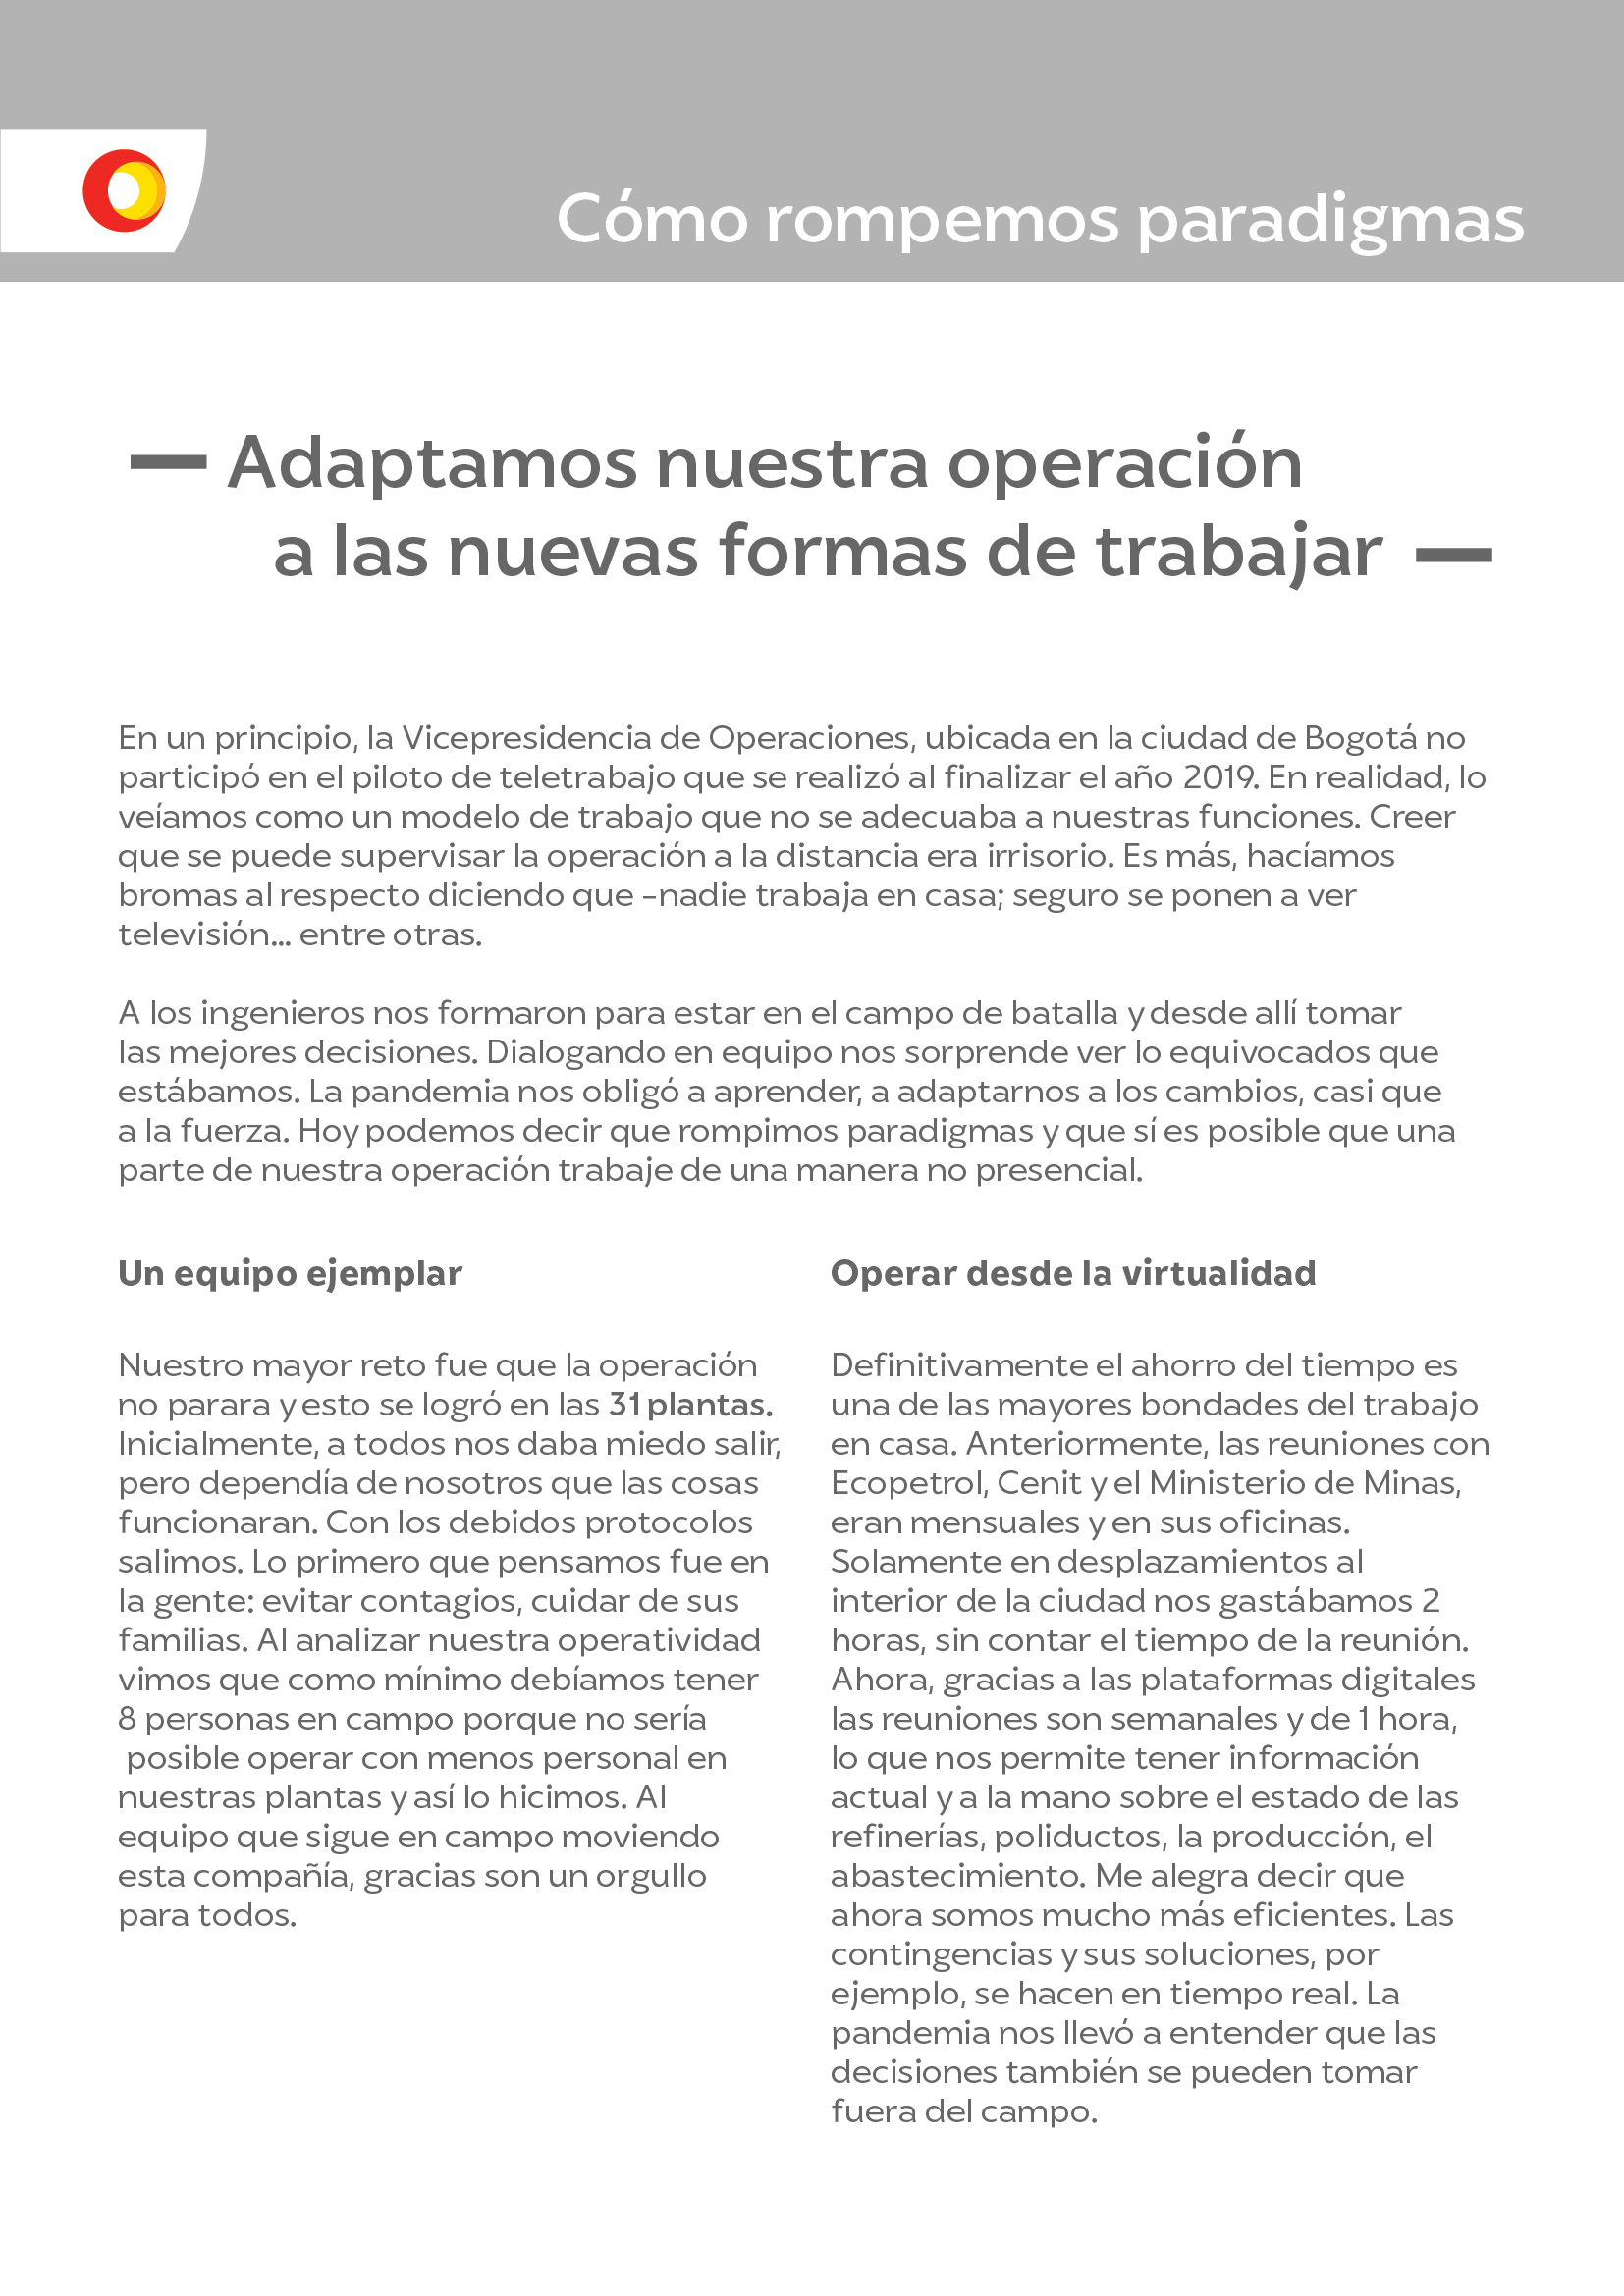 Cómo rompemos paradigmas
Adaptamos nuestra operación
a las nuevas formas de trabajar
En un principio, la Vicepresidencia de Operaciones, ubicada en la ciudad de Bogotá no
participó en el piloto de teletrabajo que se realizó al finalizar el año 2019. En realidad, lo
veíamos como un modelo de trabajo que no se adecuaba a nuestras funciones. Creer
que se puede supervisar la operación a la distancia era irrisorio. Es más, hacíamos
bromas al respecto diciendo que -nadie trabaja en casa; seguro se ponen a ver
televisión... entre otras.
A los ingenieros nos formaron para estar en el campo de batalla y desde allí tomar
las mejores decisiones. Dialogando en equipo nos sorprende ver lo equivocados que
estábamos. La pandemia nos obligó a aprender, a adaptarnos a los cambios, casi que
a la fuerza. Hoy podemos decir que rompimos paradigmas y que sí es posible que una
parte de nuestra operación trabaje de una manera no presencial.
Un equipo ejemplar
Nuestro mayor reto fue que la operación
no parara y esto se logró en las 31 plantas.
Inicialmente, a todos nos daba miedo salir,
pero dependía de nosotros que las cosas
funcionaran. Con los debidos protocolos
salimos. Lo primero que pensamos fue en
la gente: evitar contagios, cuidar de sus
familias. Al analizar nuestra operatividad
vimos que como mínimo debíamos tener
8 personas en campo porque no sería
posible operar con menos personal en
nuestras plantas y así lo hicimos. Al
equipo que sigue en campo moviendo
esta compañía, gracias son un orgullo
para todos.
Operar desde la virtualidad
Definitivamente el ahorro del tiempo es
una de las mayores bondades del trabajo
en casa. Anteriormente, las reuniones con
Ecopetrol, Cenit y el Ministerio de Minas,
eran mensuales y en sus oficinas.
Solamente en desplazamientos al
interior de la ciudad nos gastábamos 2
horas, sin contar el tiempo de la reunión.
Ahora, gracias a las plataformas digitales
las reuniones son semanales y de 1 hora,
lo que nos permite tener información
actual y a la mano sobre el estado de las
refinerías, poliductos, la producción, el
abastecimiento. Me alegra decir que
ahora somos mucho más eficientes. Las
contingencias y sus soluciones, por
ejemplo, se hacen en tiempo real. La
pandemia nos llevó a entender que las
decisiones también se pueden tomar
fuera del campo.